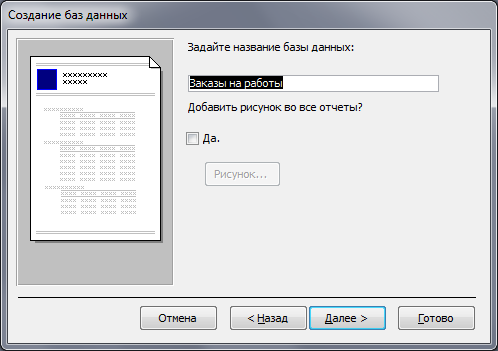 Создание баз данных
Задайте название базы данных:
Заказы на работы
Добавить рисунок во все отчеты?
Да.
Рисунок...
Отмена
< Назад
Далее >
Готово